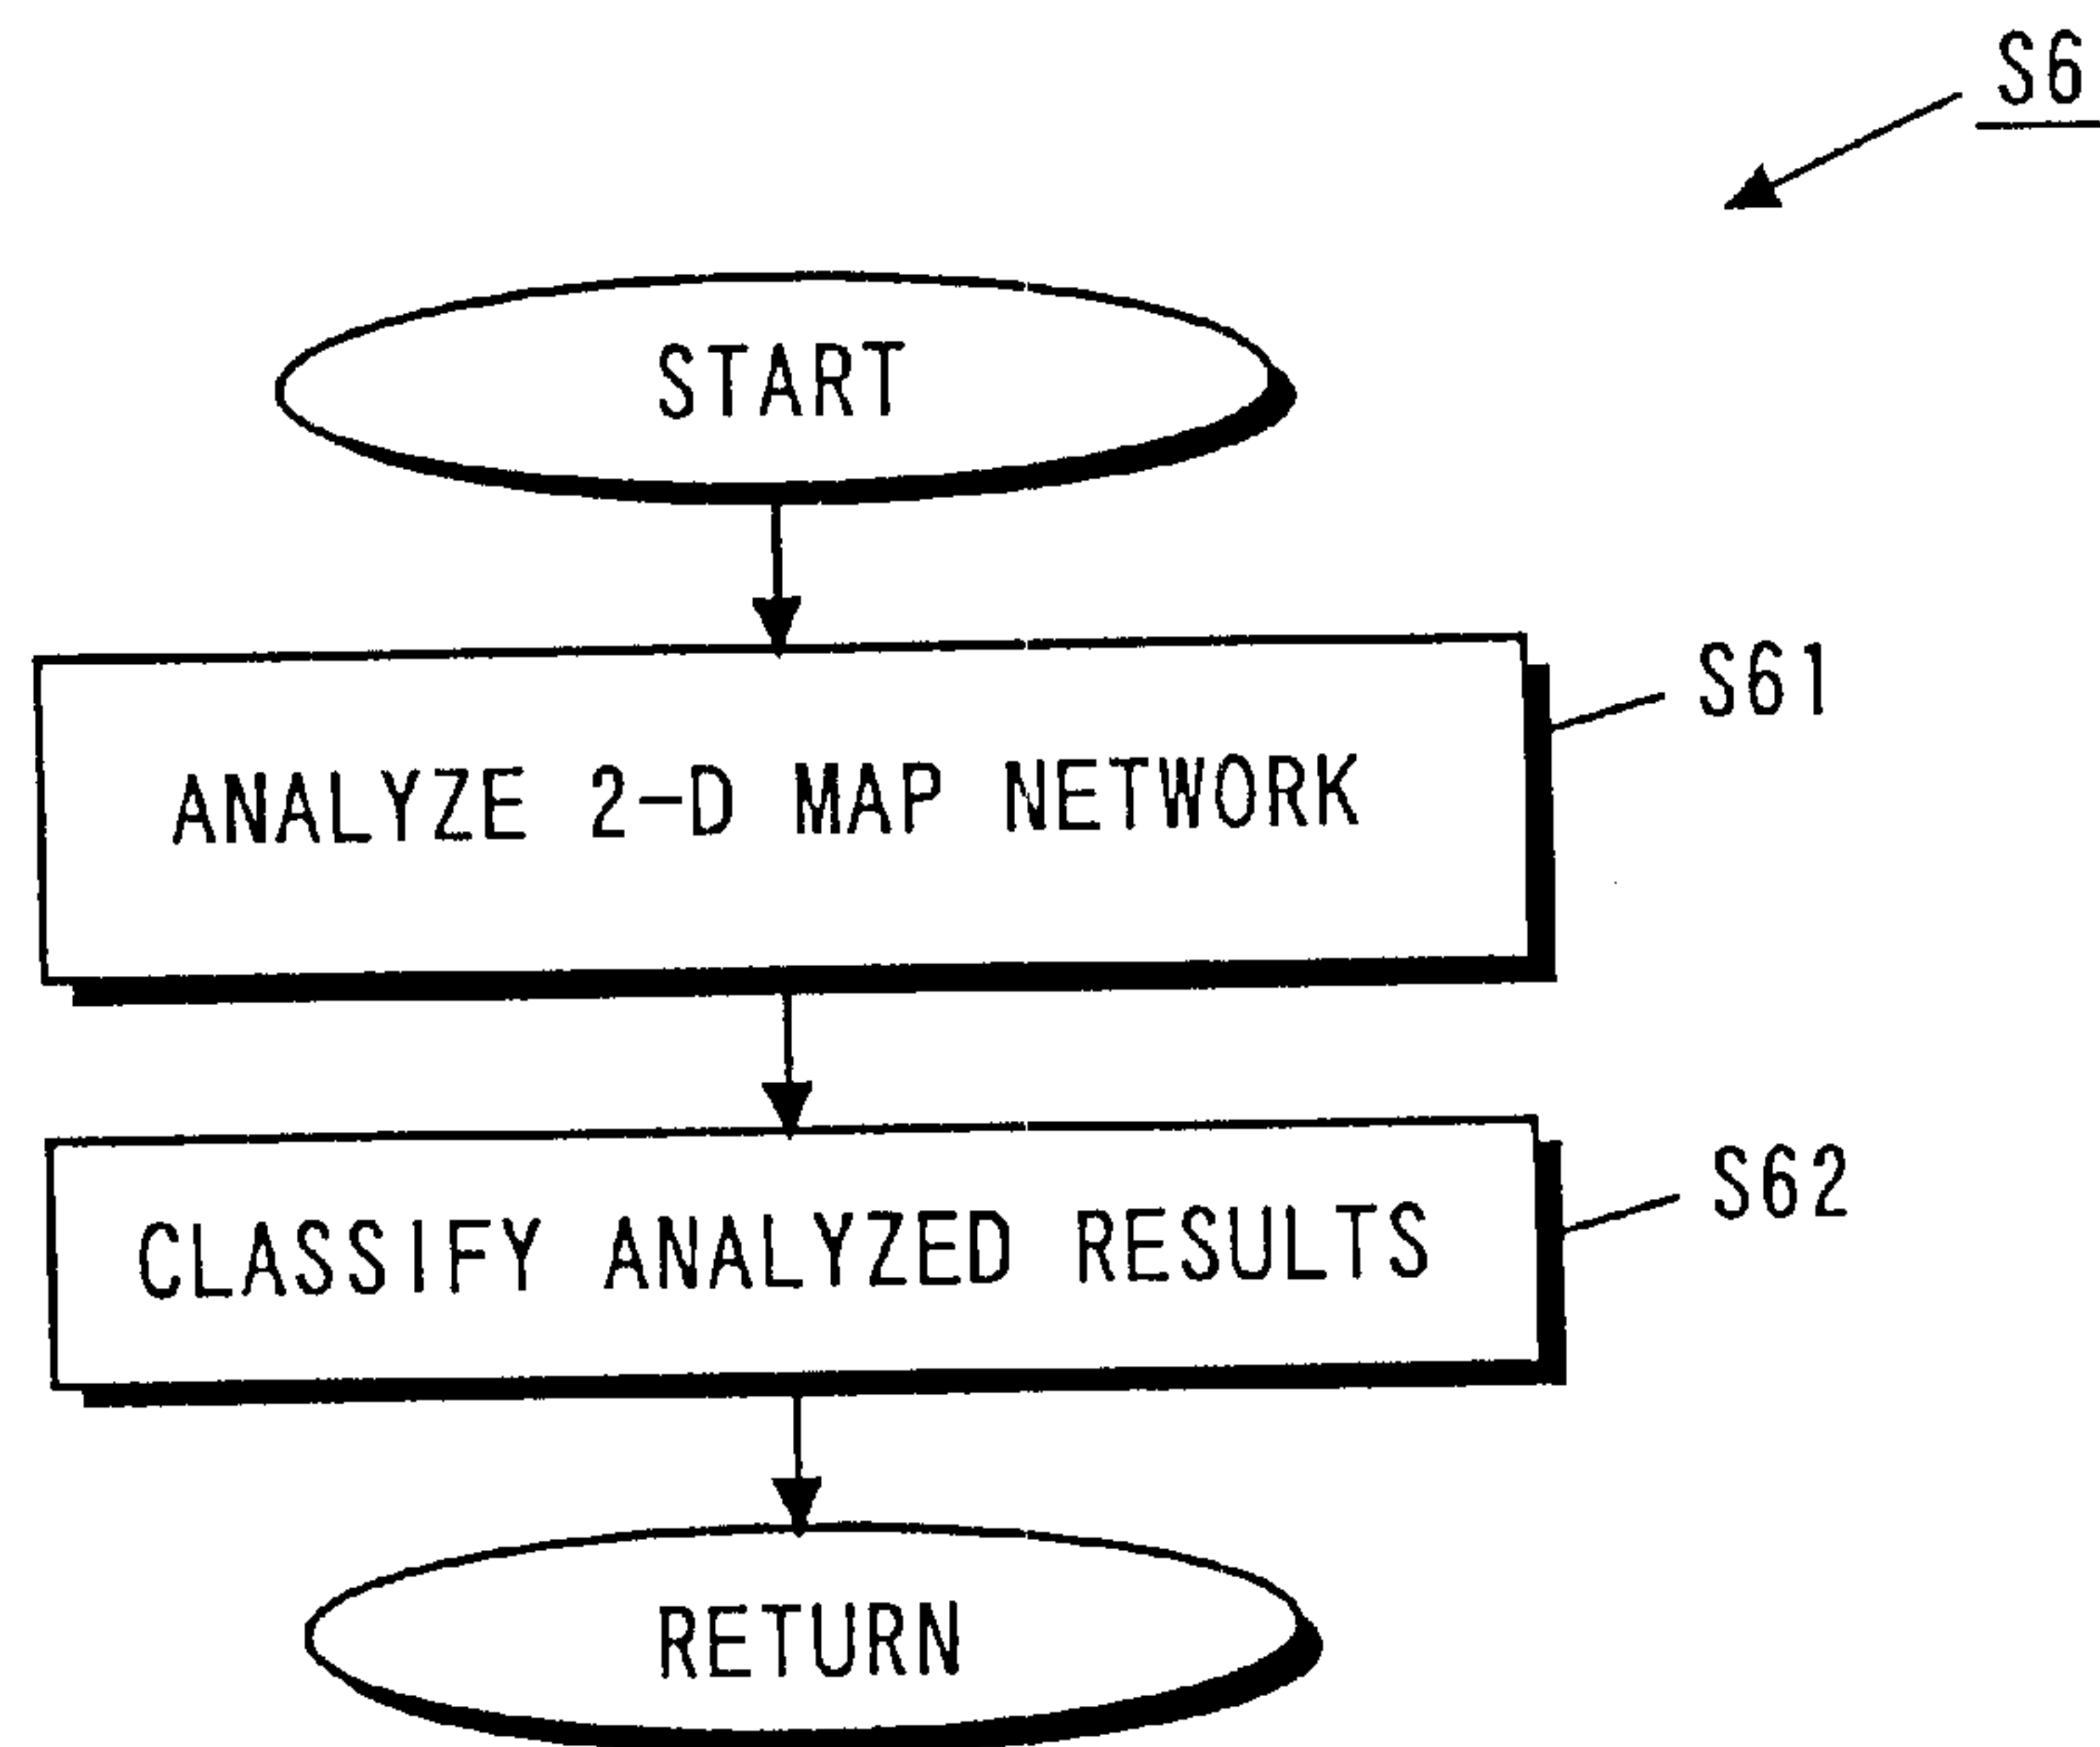 S6
START
S61
ANALYZE 2-D MAP NETWORK
S62
CLASSIFY ANALYZED RESULTS
RETURN